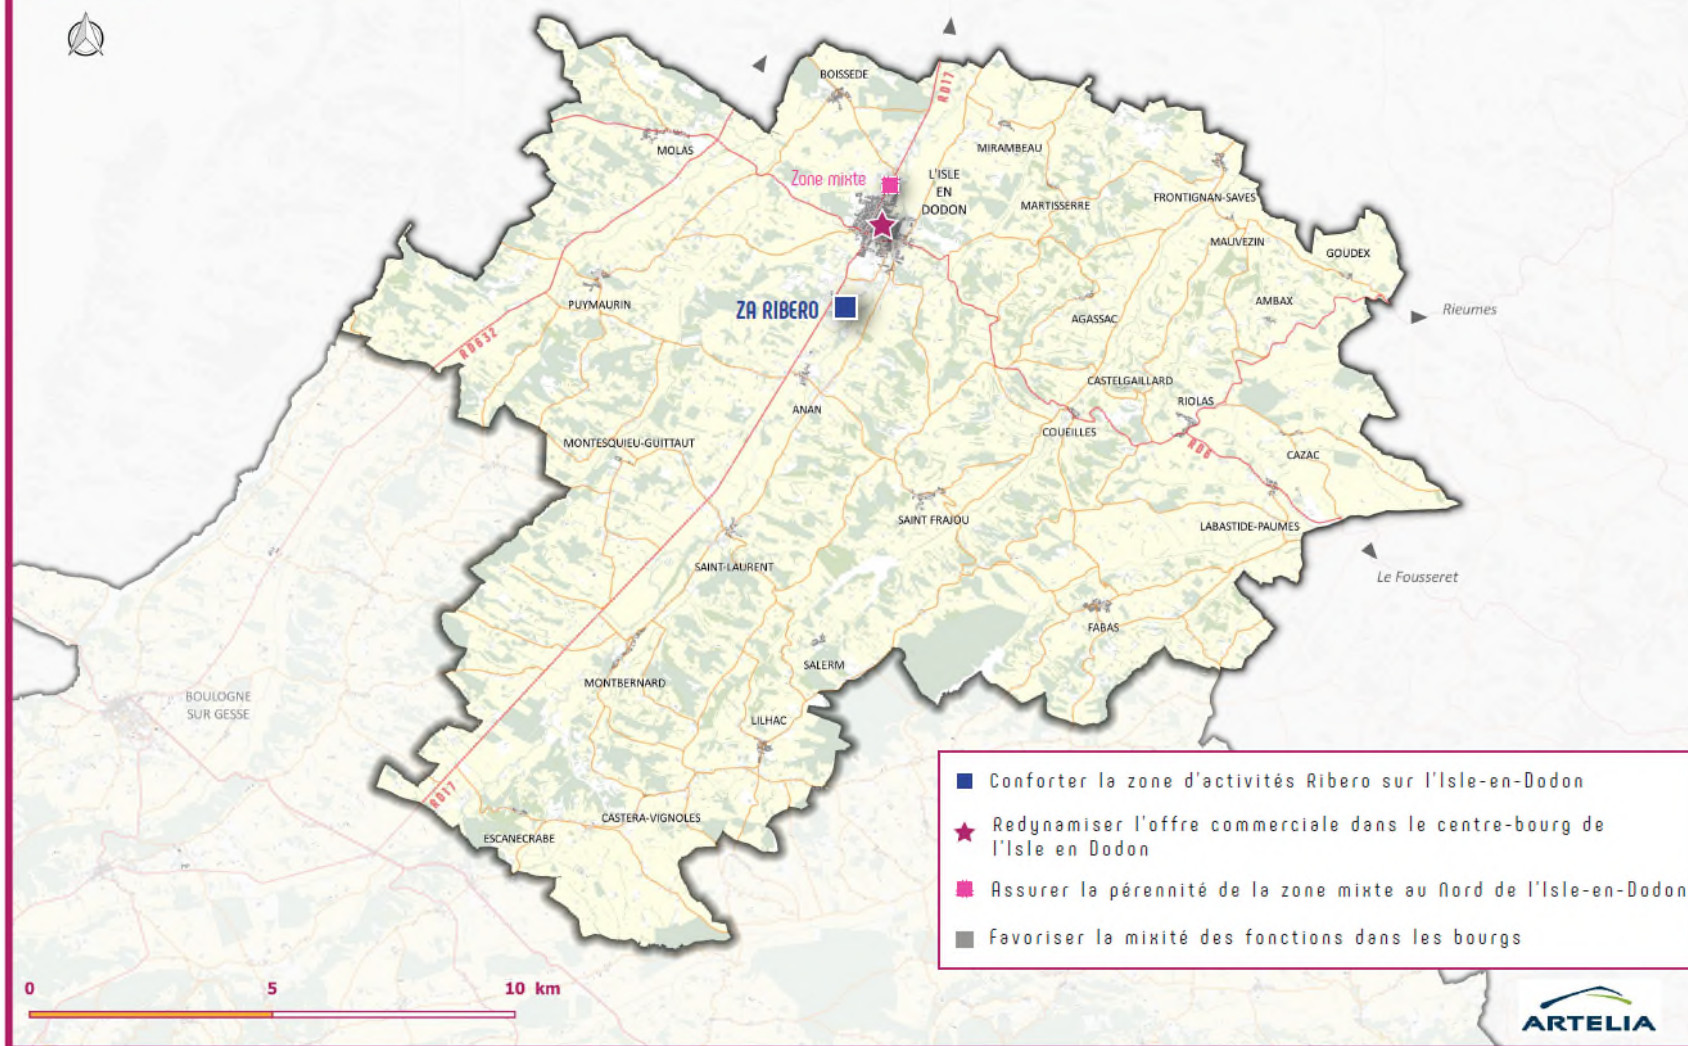 BOISSEDE
RD17
MOLAS
MIRAMBEAU
Zone mixte
L'ISLE
EN
DODON
MARTISSERRE
FRONTIGNAN-SAVES
MAUVEZIN
GOUDEX
PUYMAURIN
ZA RIBERO
AMBAX
Rieumes
AGASSAC
RD632
CASTELGAILLARD
RIOLAS
ANAN
COUEILLES
MONTESQUIEU-GUITTAUT
RD6
CAZAC
SAINT FRAJOU
LABASTIDE-PAUMES
SAINT-LAURENT
Le Fousseret
FABAS
SALERM
MONTBERNARD
BOULOGNE
SUR GESSE
LILHAC
RD17
CASTERA-VIGNOLES
ESCANECRABE
Conforter la zone d'activités Ribero sur l'Isle-en-Dodon
Redynamiser l'offre commerciale dans le centre-bourg de
l'Isle en Dodon
Assurer la pérennité de la zone mixte au Nord de l'Isle-en-Dodon
Favoriser la mixité des fonctions dans les bourgs
0 5 10 km
ARTELIA